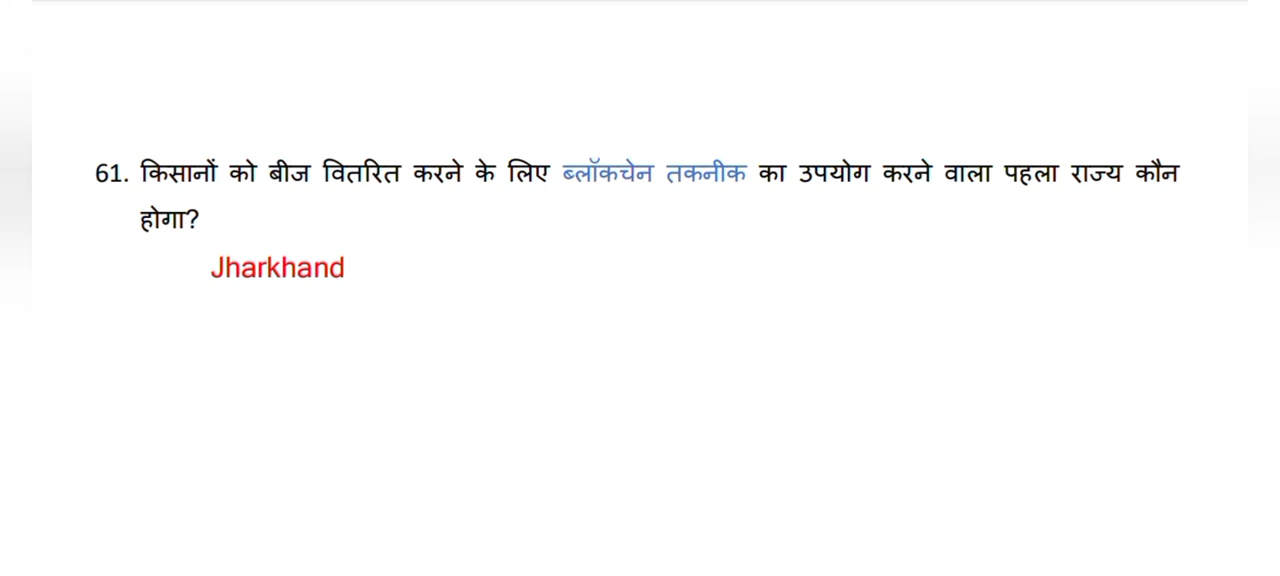 61. किसानों को बीज वितरित करने के लिए ब्लॉकचेन तकनीक का उपयोग करने वाला पहला राज्य कौन
होगा?
Jharkhand